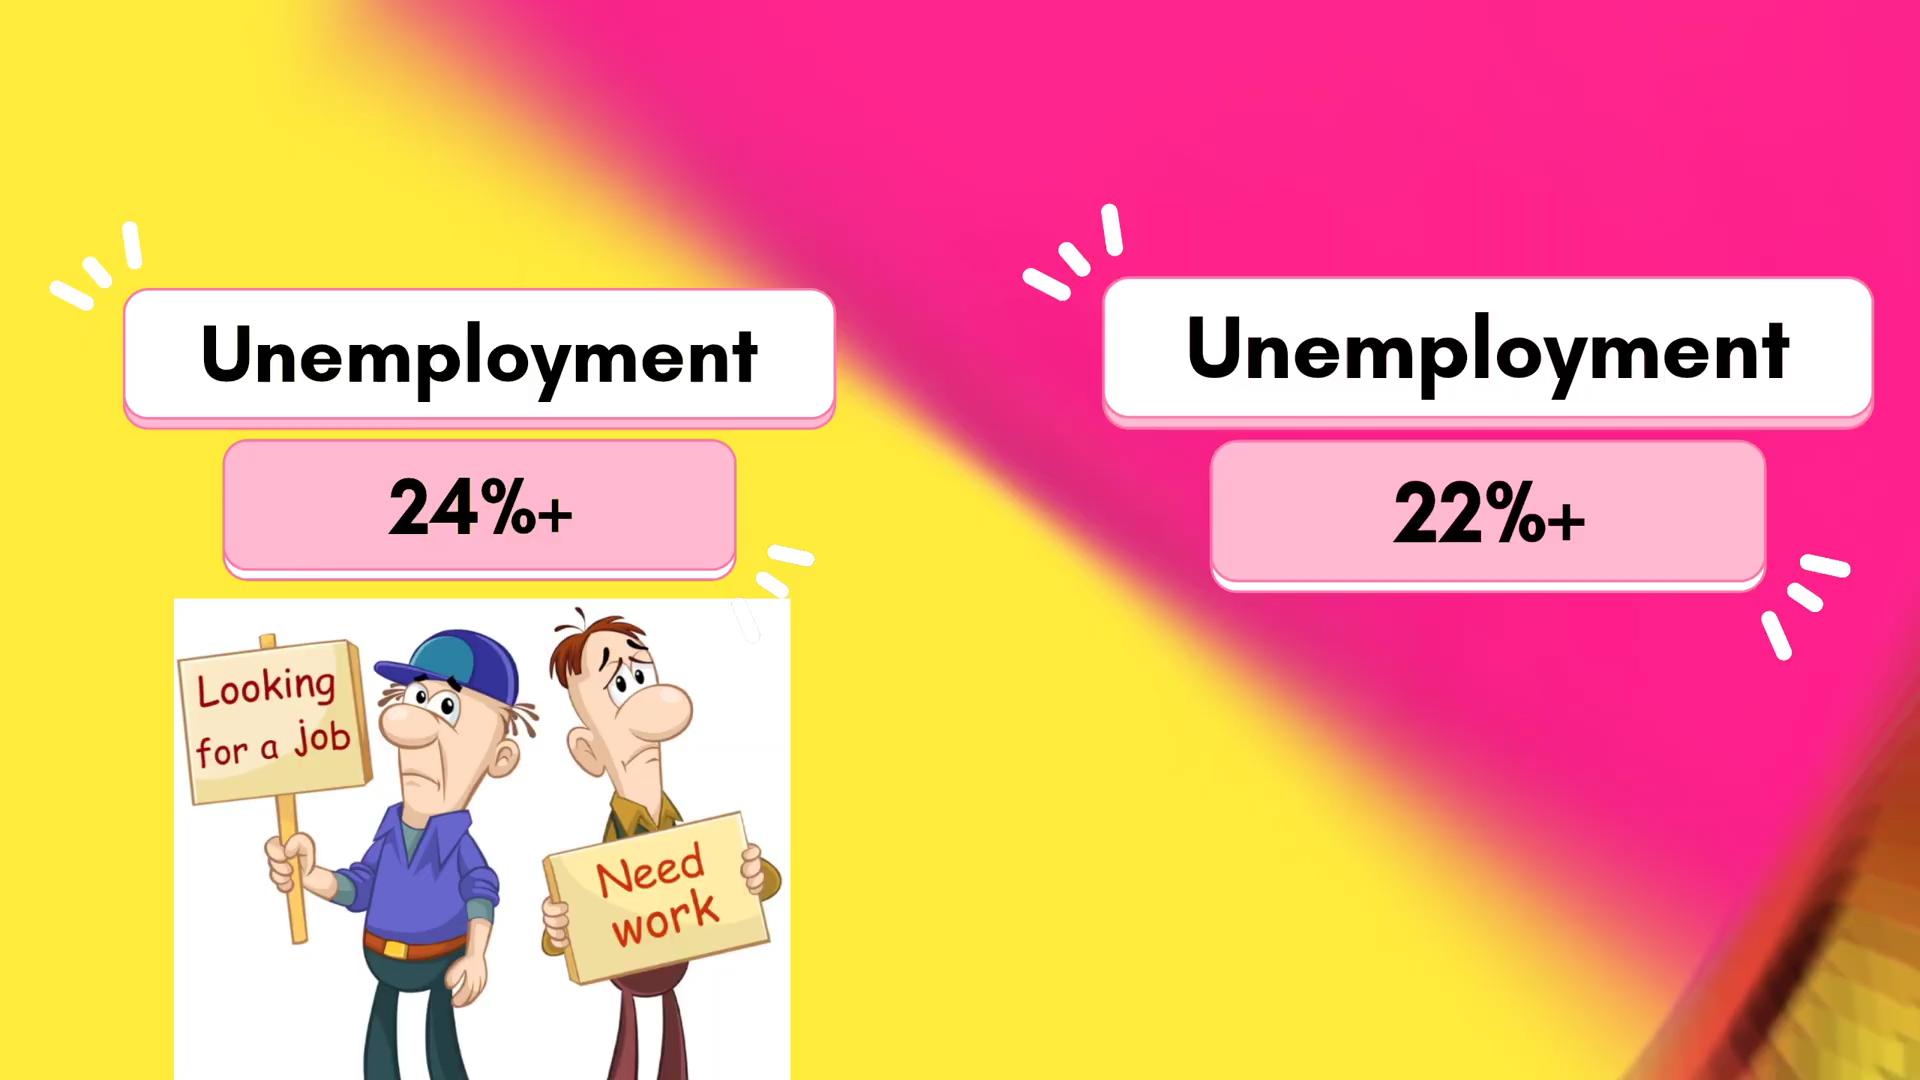 Unemployment
24%+
Looking
for a job
Need
work
Unemployment
22%+